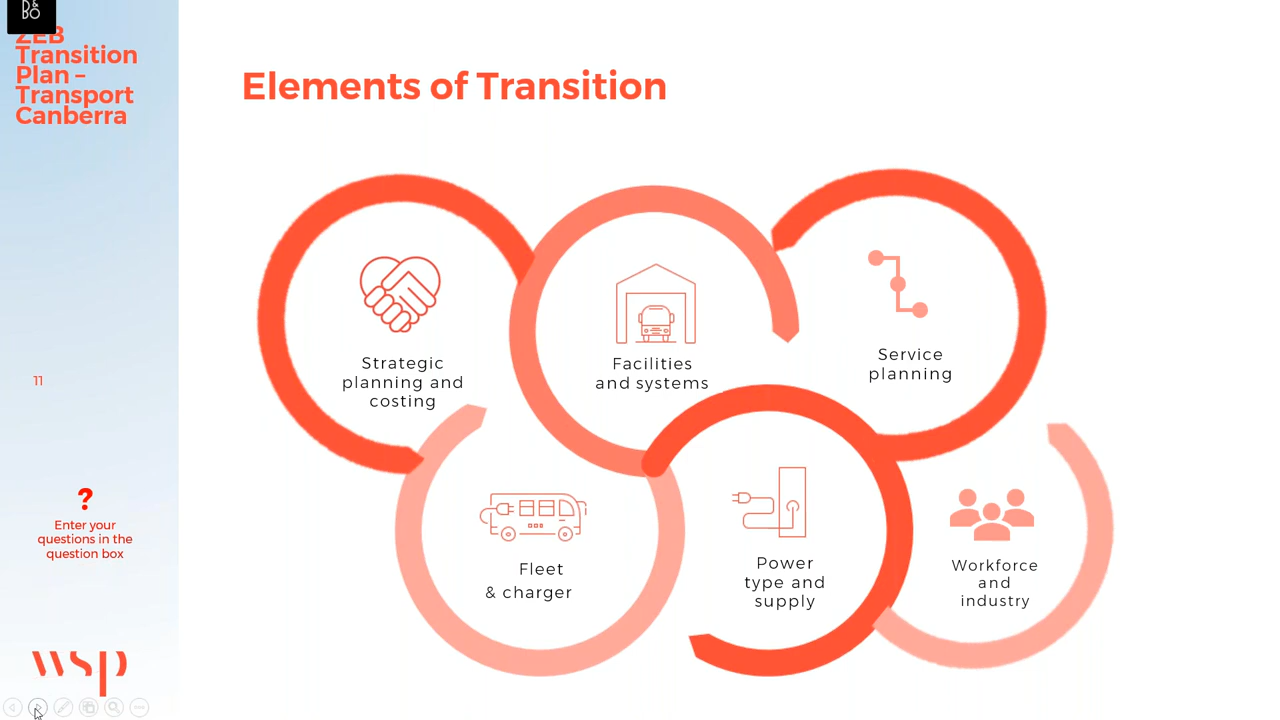 B&
BO
ZEB
Transition
Plan –
Transport
Canberra
Elements of Transition
Strategic
planning and
costing
Facilities
and systems
Service
planning
Fleet
& charger
Power
type and
supply
Workforce
and
industry
11
?
Enter your
questions in the
question box
wsp